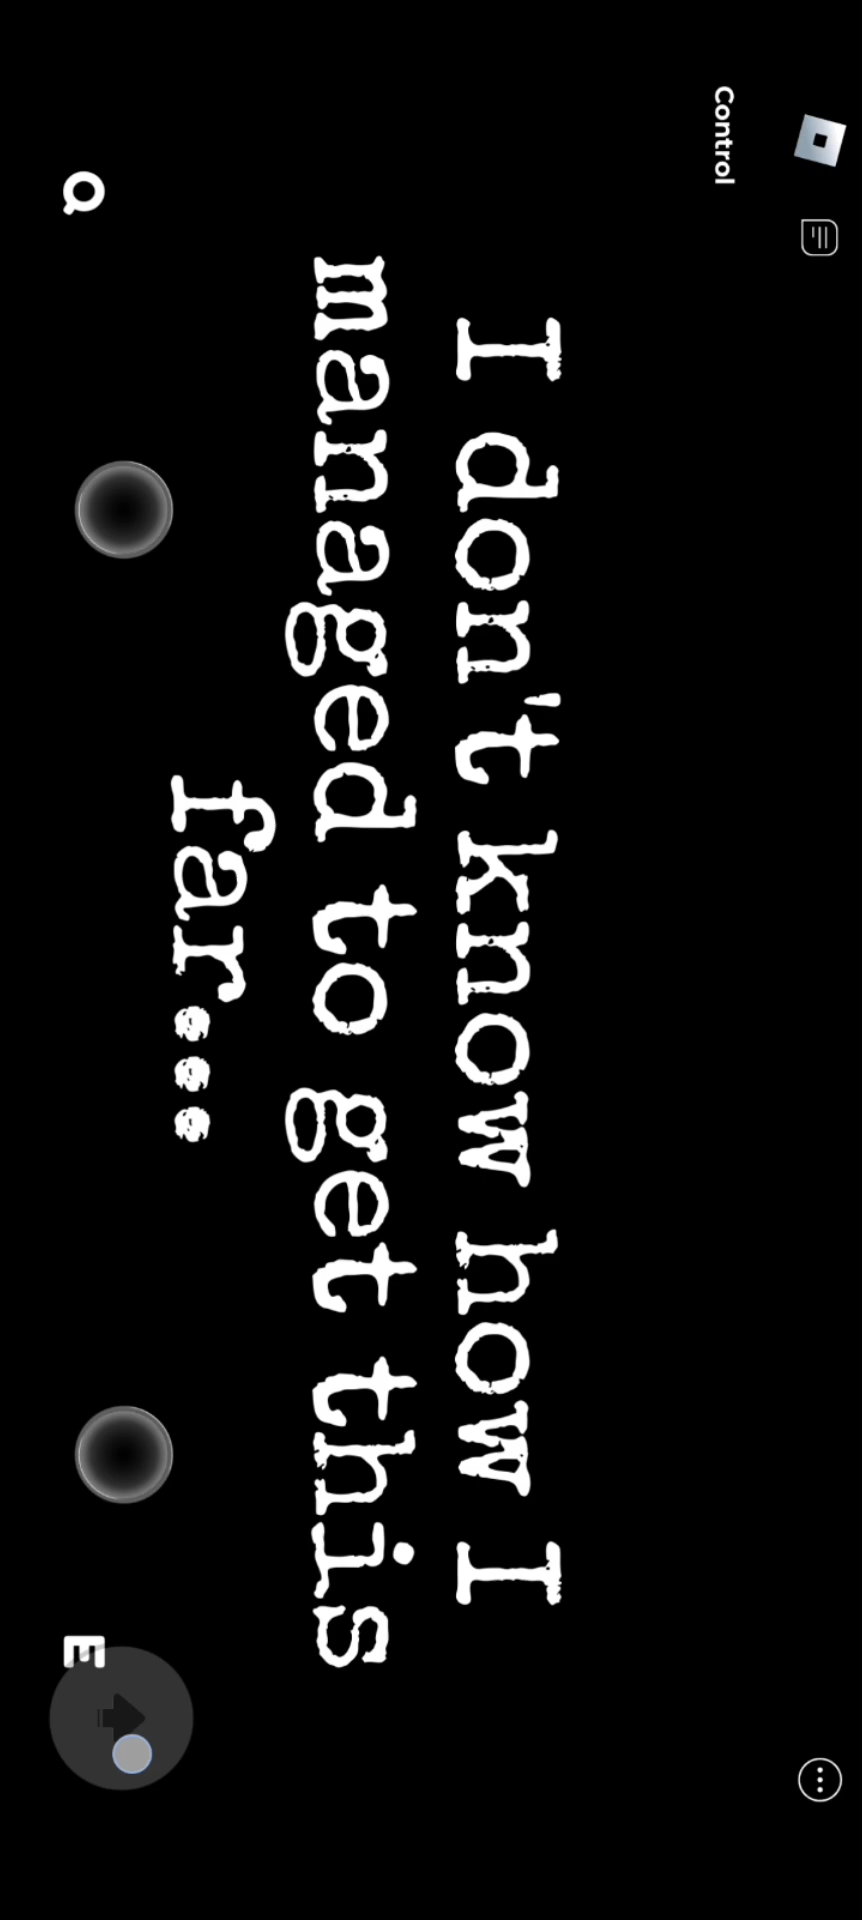 Control
I don't know how I
managed to get this
far...
Q
E